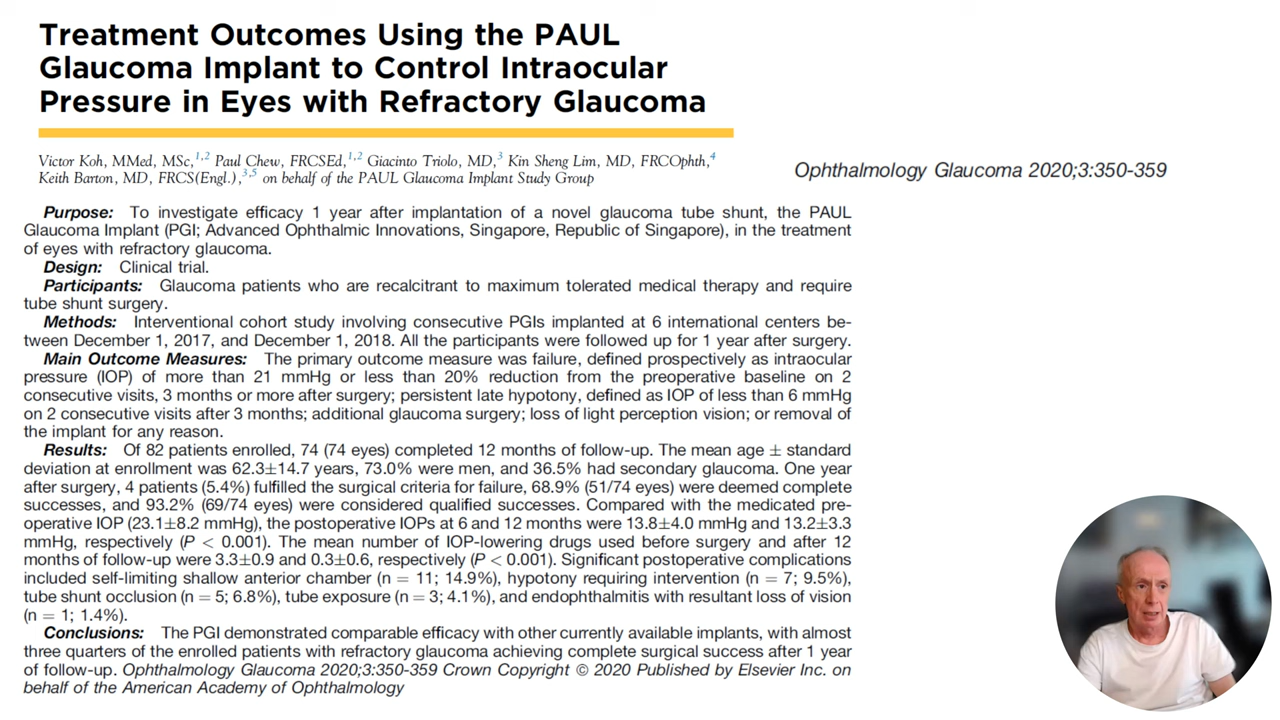 Treatment Outcomes Using the PAUL
Glaucoma Implant to Control Intraocular
Pressure in Eyes with Refractory Glaucoma
Victor Koh, MMed, MSc,1,2 Paul Chew, FRCSEd,1,2 Giacinto Triolo, MD,3 Kin Sheng Lim, MD, FRCOphth,4
Keith Barton, MD, FRCS(Engl.),3,5 on behalf of the PAUL Glaucoma Implant Study Group
Ophthalmology Glaucoma 2020;3:350-359
Purpose: To investigate efficacy 1 year after implantation of a novel glaucoma tube shunt, the PAUL
Glaucoma Implant (PGI; Advanced Ophthalmic Innovations, Singapore, Republic of Singapore), in the treatment
of eyes with refractory glaucoma.
Design: Clinical trial.
Participants: Glaucoma patients who are recalcitrant to maximum tolerated medical therapy and require
tube shunt surgery.
Methods: Interventional cohort study involving consecutive PGIs implanted at 6 international centers be-
tween December 1, 2017, and December 1, 2018. All the participants were followed up for 1 year after surgery.
Main Outcome Measures: The primary outcome measure was failure, defined prospectively as intraocular
pressure (IOP) of more than 21 mmHg or less than 20% reduction from the preoperative baseline on 2
consecutive visits, 3 months or more after surgery; persistent late hypotony, defined as IOP of less than 6 mmHg
on 2 consecutive visits after 3 months; additional glaucoma surgery; loss of light perception vision; or removal of
the implant for any reason.
Results: Of 82 patients enrolled, 74 (74 eyes) completed 12 months of follow-up. The mean age ± standard
deviation at enrollment was 62.3±14.7 years, 73.0% were men, and 36.5% had secondary glaucoma. One year
after surgery, 4 patients (5.4%) fulfilled the surgical criteria for failure, 68.9% (51/74 eyes) were deemed complete
successes, and 93.2% (69/74 eyes) were considered qualified successes. Compared with the medicated pre-
operative IOP (23.1±8.2 mmHg), the postoperative IOPs at 6 and 12 months were 13.8±4.0 mmHg and 13.2±3.3
mmHg, respectively (P < 0.001). The mean number of IOP-lowering drugs used before surgery and after 12
months of follow-up were 3.3±0.9 and 0.3±0.6, respectively (P < 0.001). Significant postoperative complications
included self-limiting shallow anterior chamber (n = 11; 14.9%), hypotony requiring intervention (n = 7; 9.5%),
tube shunt occlusion (n = 5; 6.8%), tube exposure (n = 3; 4.1%), and endophthalmitis with resultant loss of vision
(n = 1; 1.4%).
Conclusions: The PGI demonstrated comparable efficacy with other currently available implants, with almost
three quarters of the enrolled patients with refractory glaucoma achieving complete surgical success after 1 year
of follow-up. Ophthalmology Glaucoma 2020;3:350-359 Crown Copyright © 2020 Published by Elsevier Inc. on
behalf of the American Academy of Ophthalmology